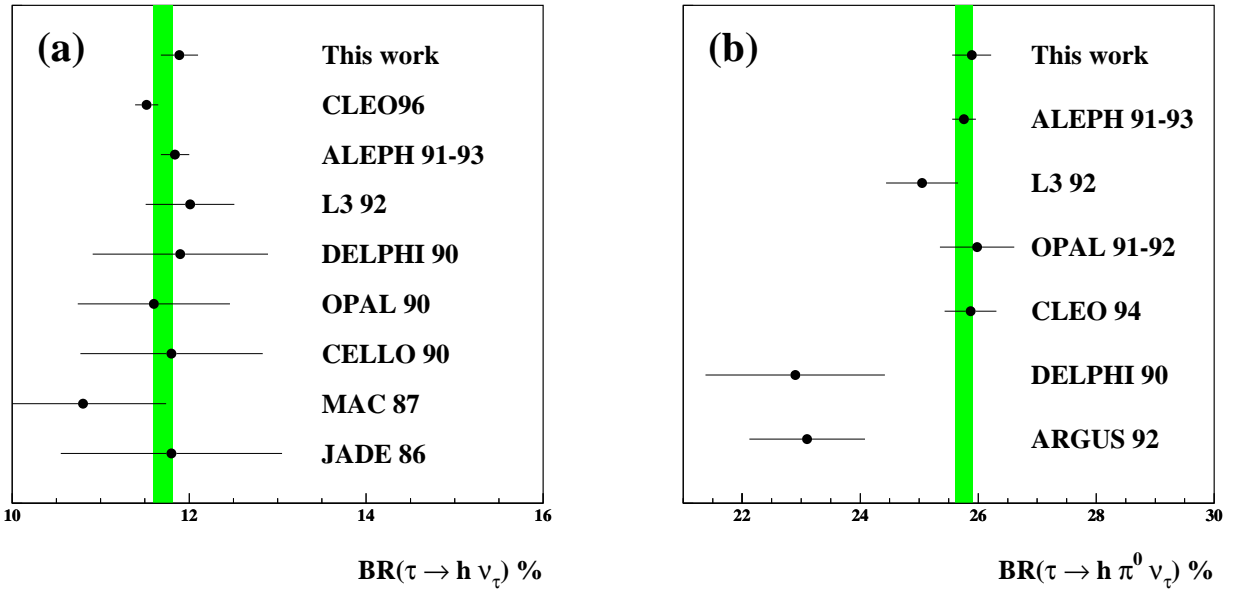 (a)
This work
CLEO96
ALEPH 91-93
L3 92
DELPHI 90
OPAL 90
CELLO 90
MAC 87
JADE 86
10 12 14 16
BR(τ → h ν_τ) %
(b)
This work
ALEPH 91-93
L3 92
OPAL 91-92
CLEO 94
DELPHI 90
ARGUS 92
22 24 26 28 30
BR(τ → h π⁰ ν_τ) %